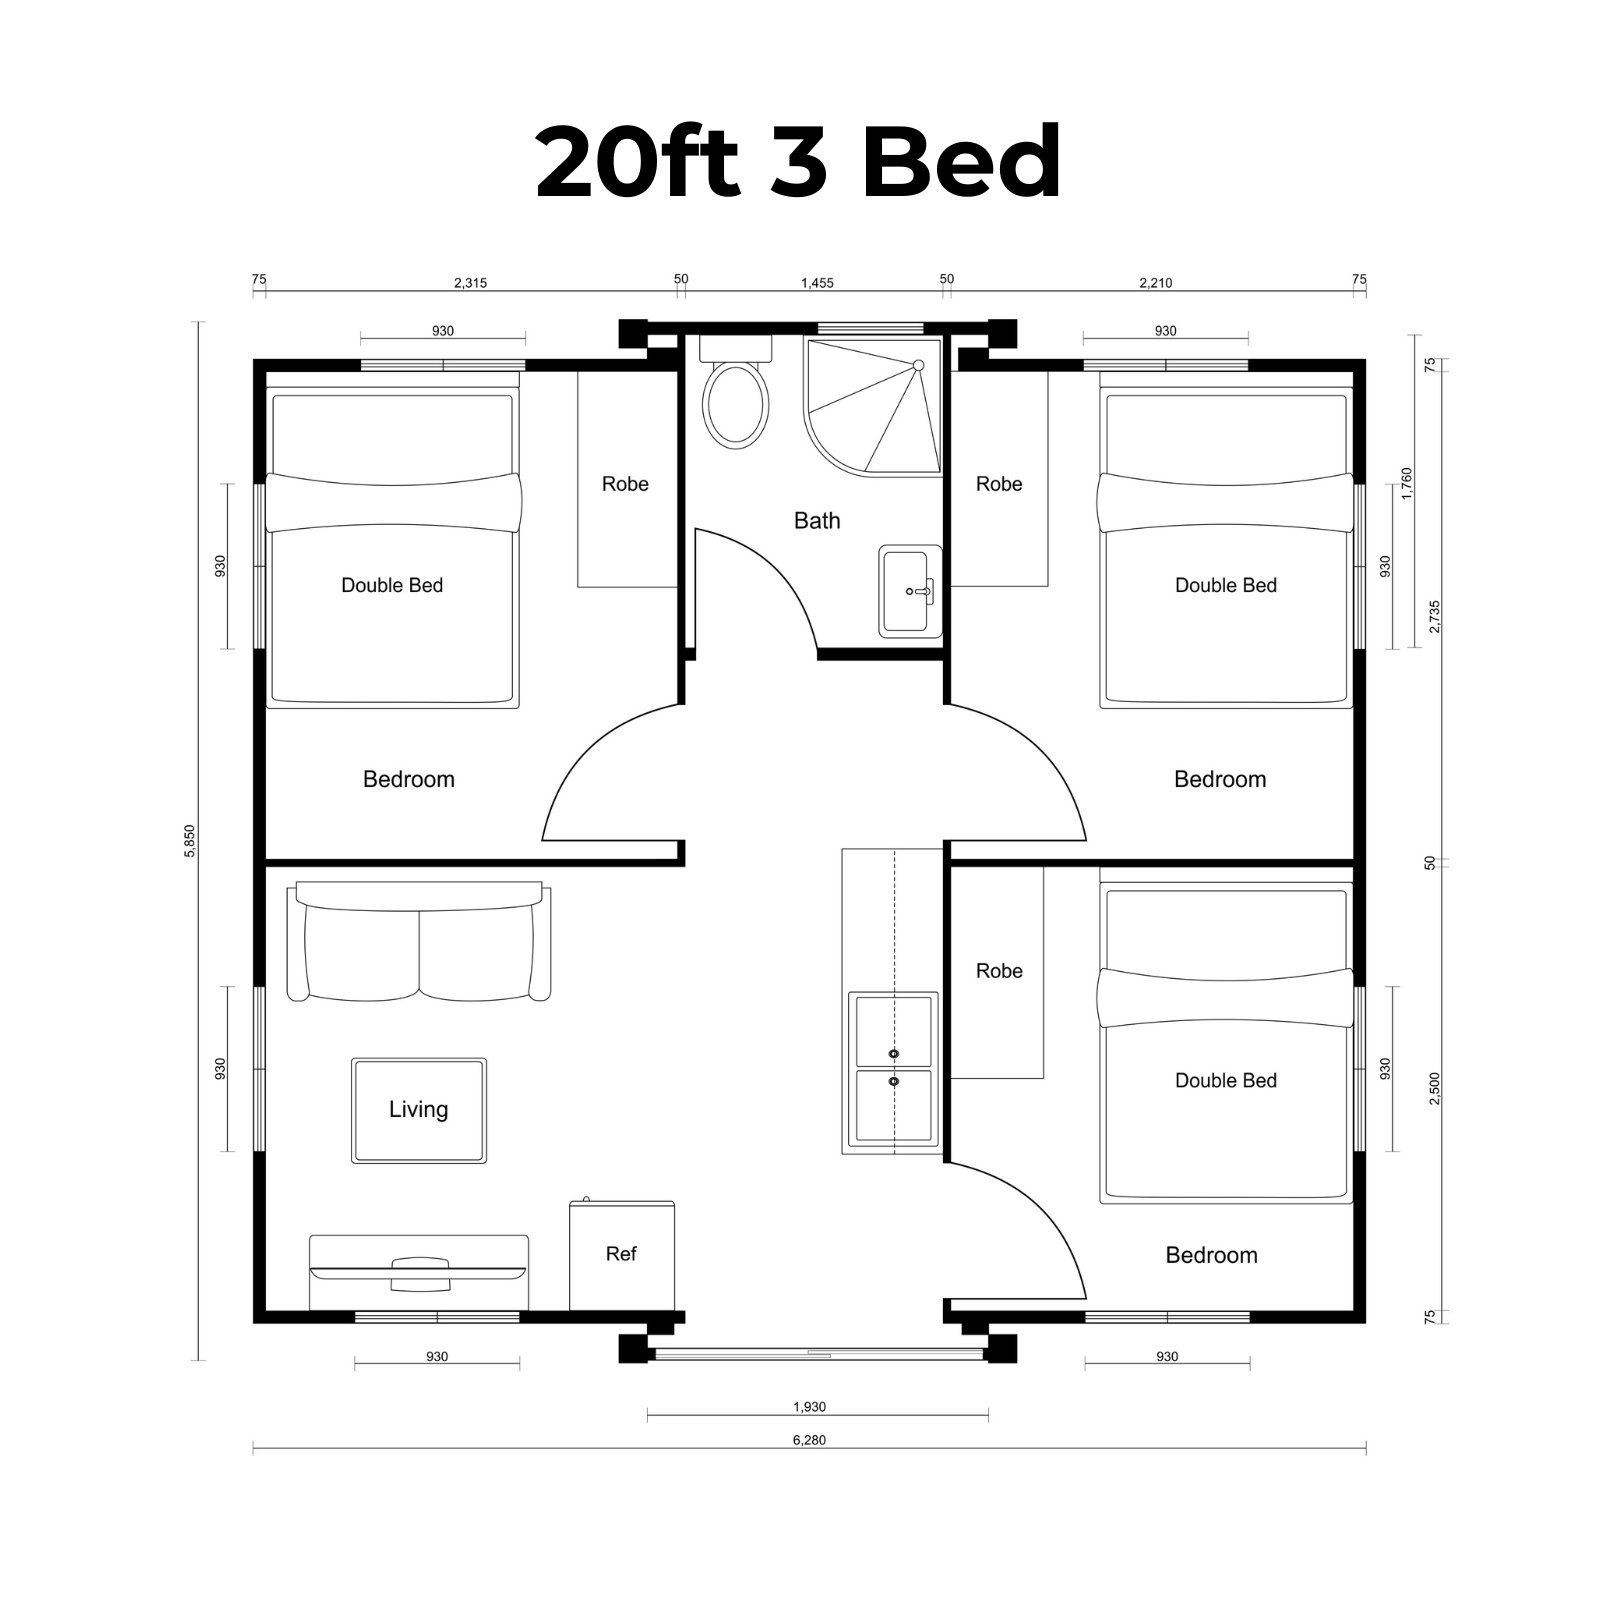 20ft 3 Bed
75 2,315 50 1,455 50 2,210 75
930 930
75
Robe Robe
1,760
Bath
930 930
Double Bed Double Bed
2,735
Bedroom Bedroom
5,850
50
Robe
930 930
Double Bed
2,500
Living
Ref Bedroom
75
930 930
1,930
6,280